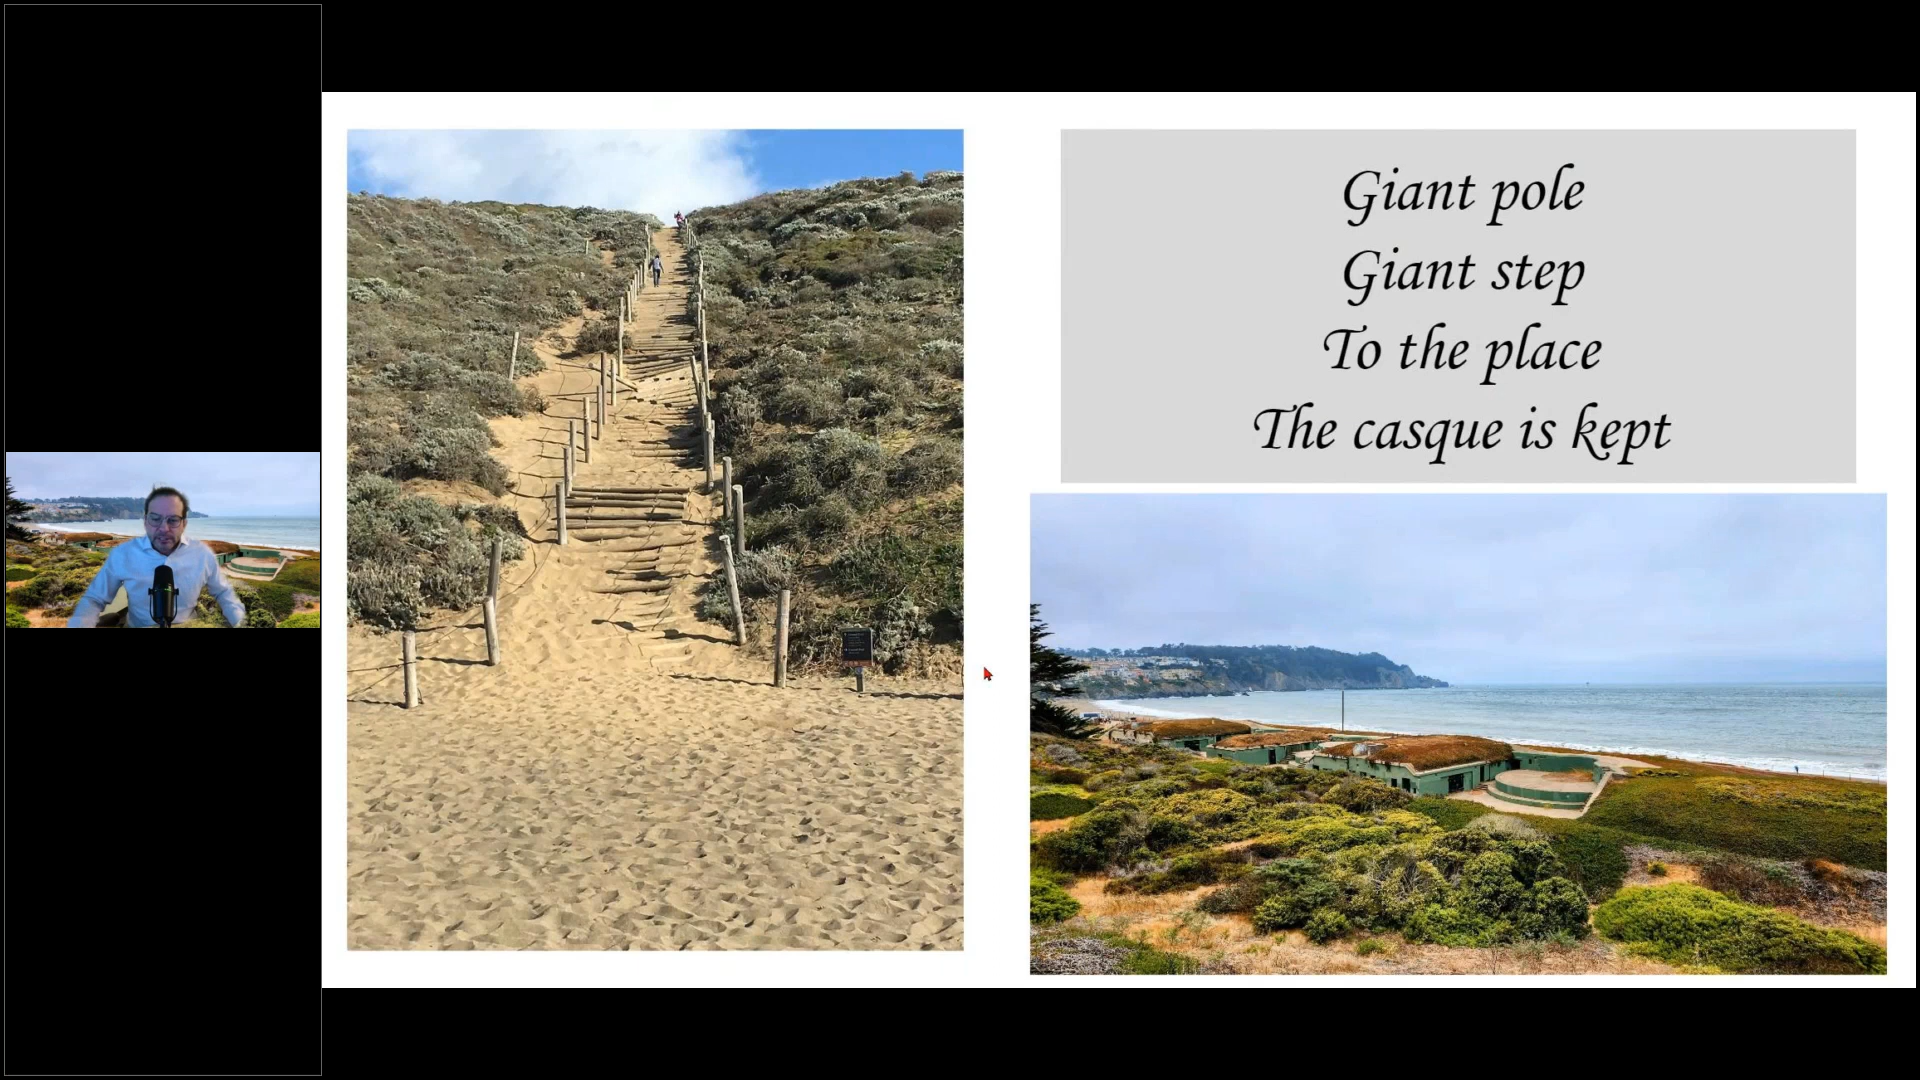 Giant pole
Giant step
To the place
The casque is kept